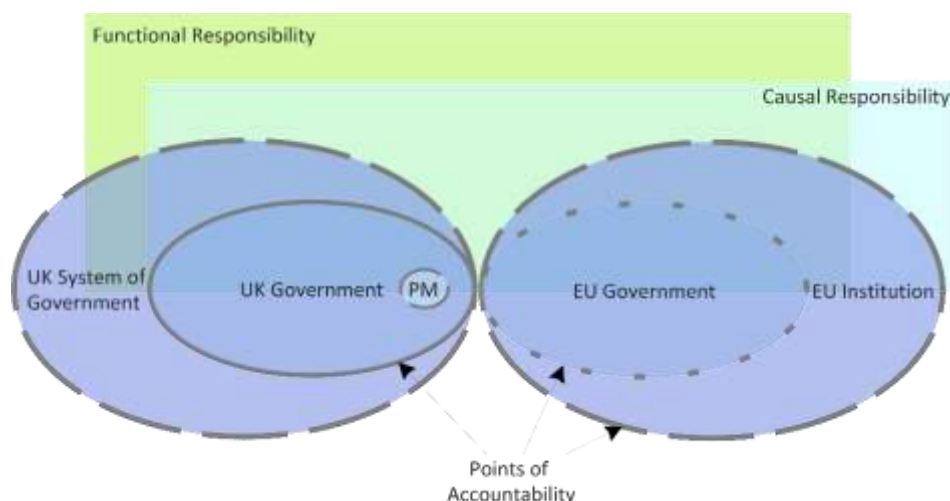 Functional Responsibility
Causal Responsibility
UK System of
Government
UK Government
PM
EU Government
EU Institution
Points of
Accountability